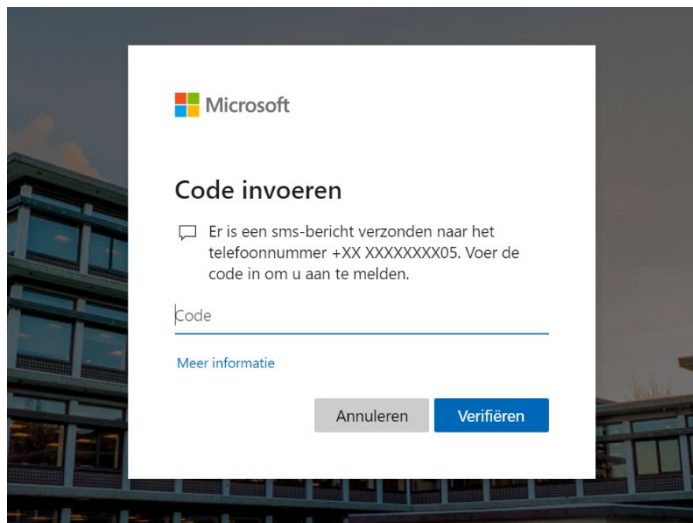 Microsoft
Code invoeren
Er is een sms-bericht verzonden naar het
telefoonnummer +XX XXXXXXXX05. Voer de
code in om u aan te melden.
Code
Meer informatie
Annuleren
Verifiëren